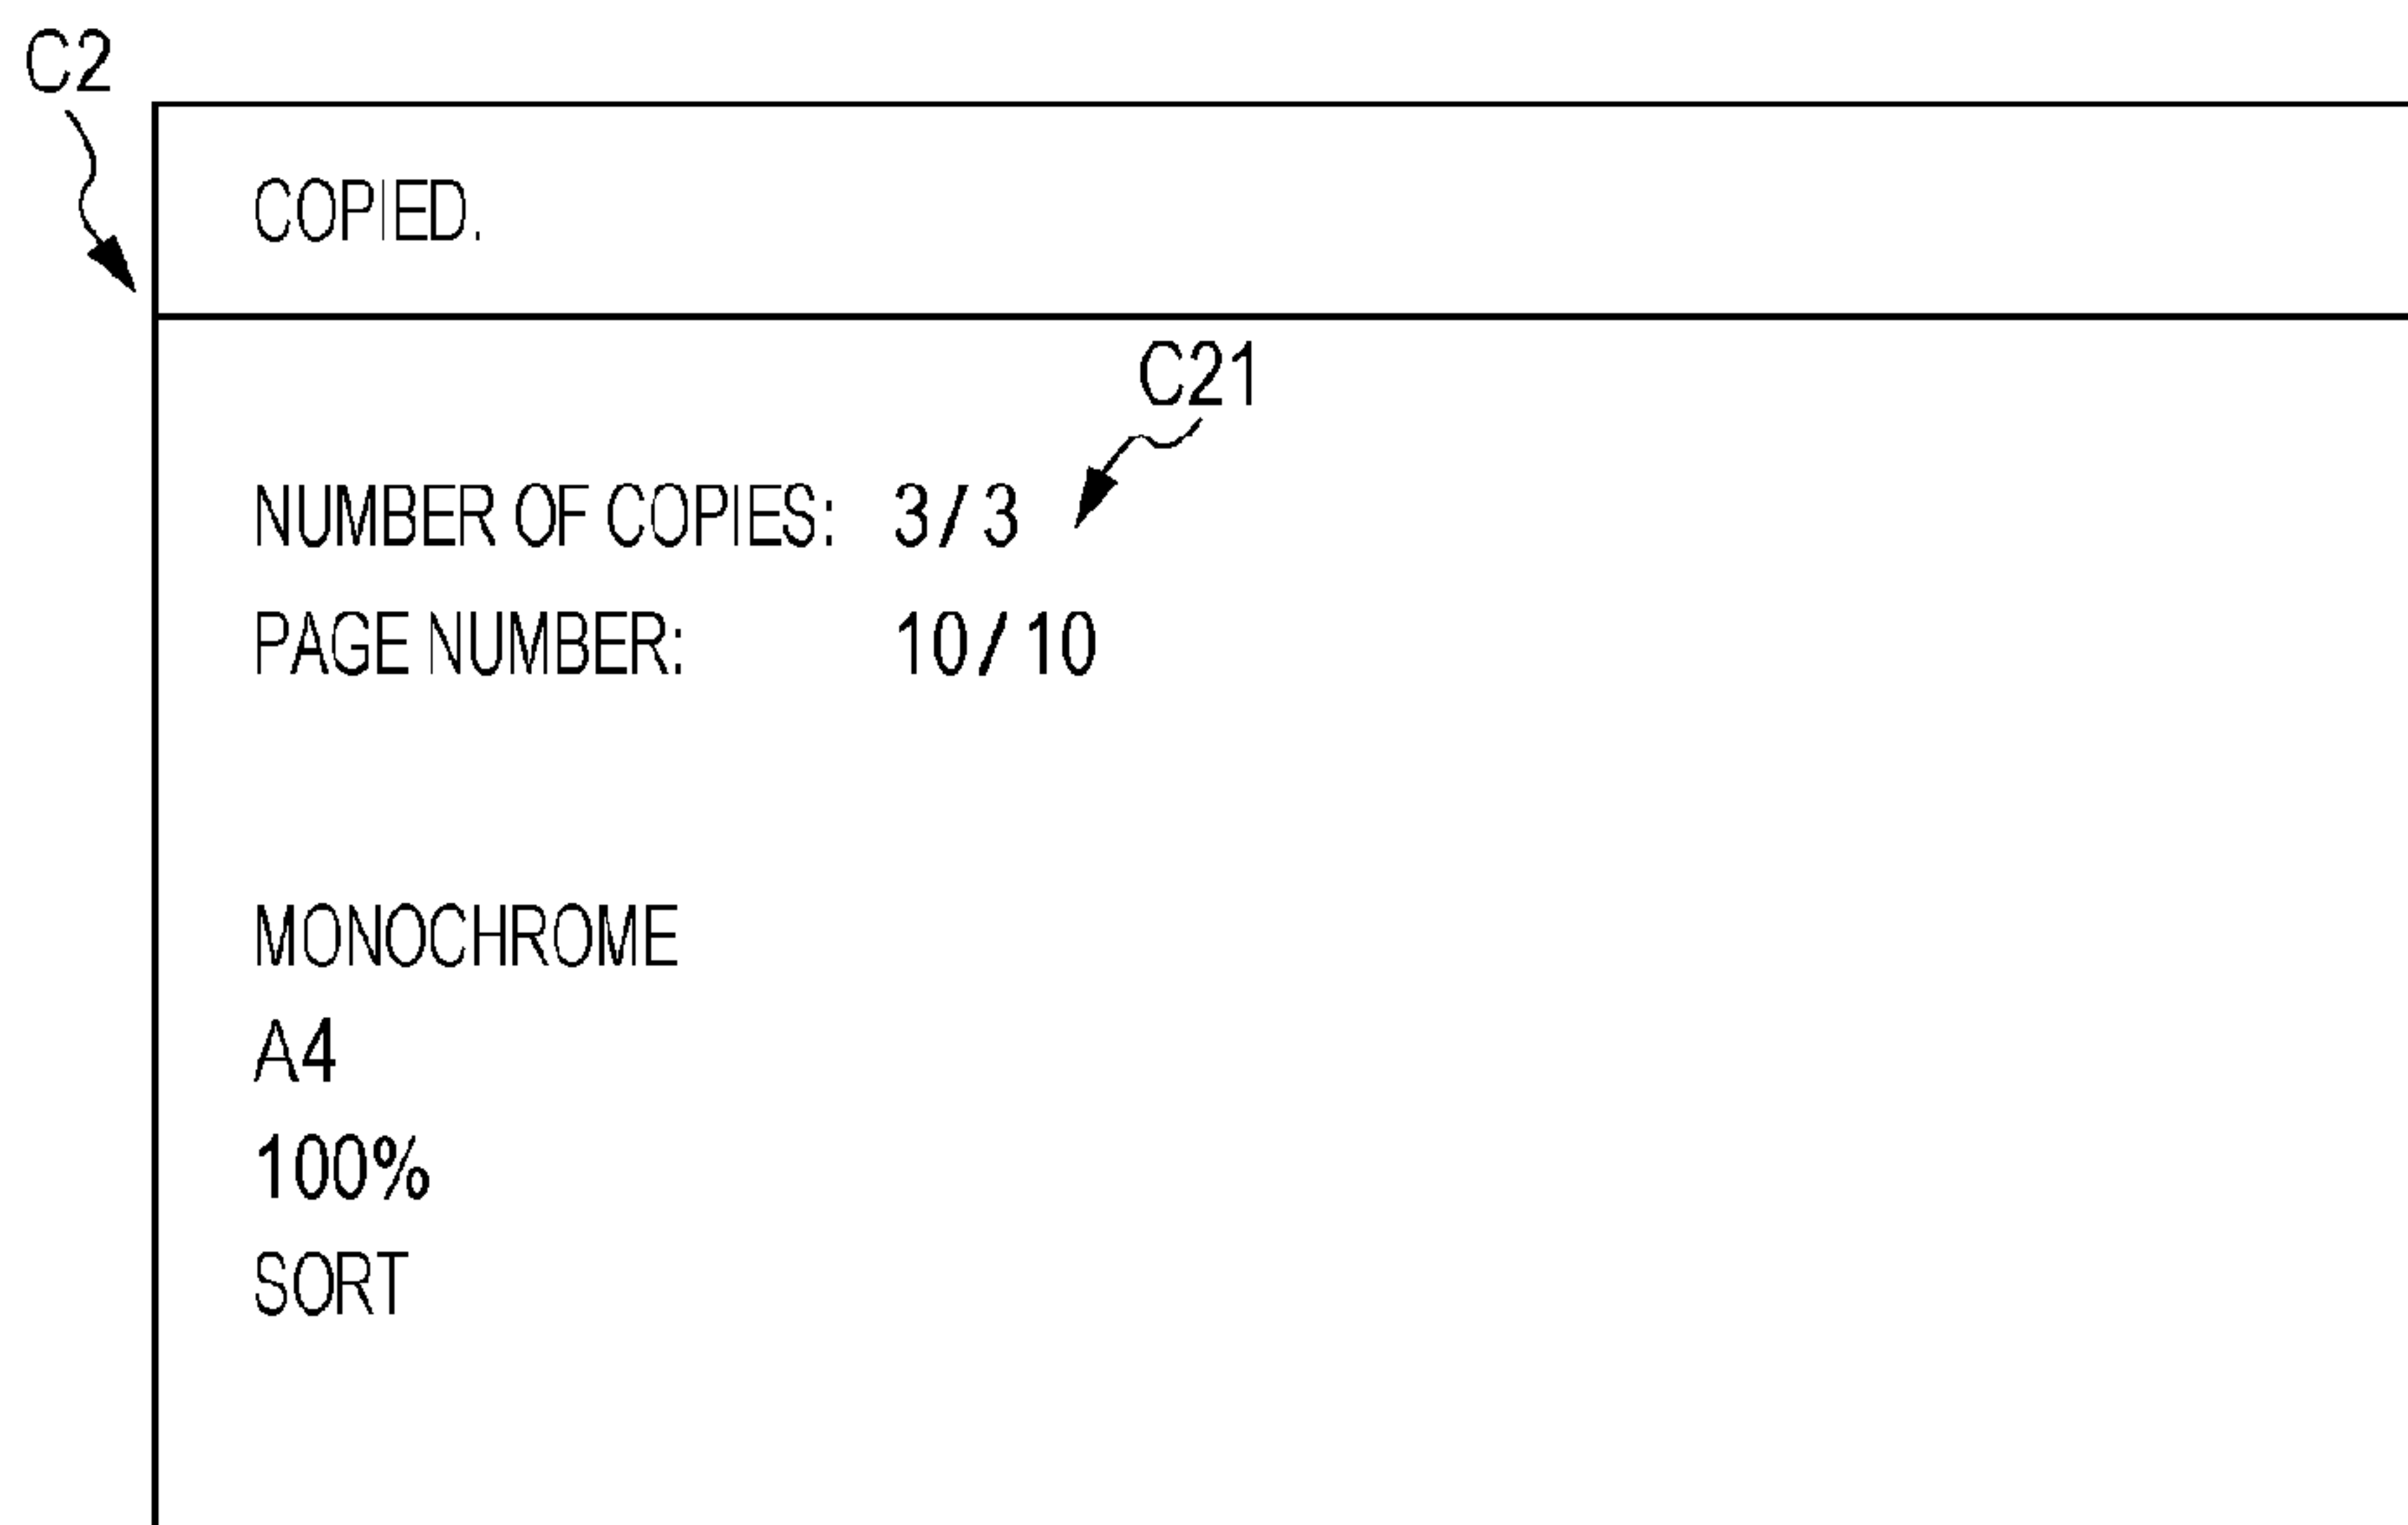 C2
COPIED.
C21
NUMBER OF COPIES: 3/3
PAGE NUMBER: 10/10
MONOCHROME
A4
100%
SORT